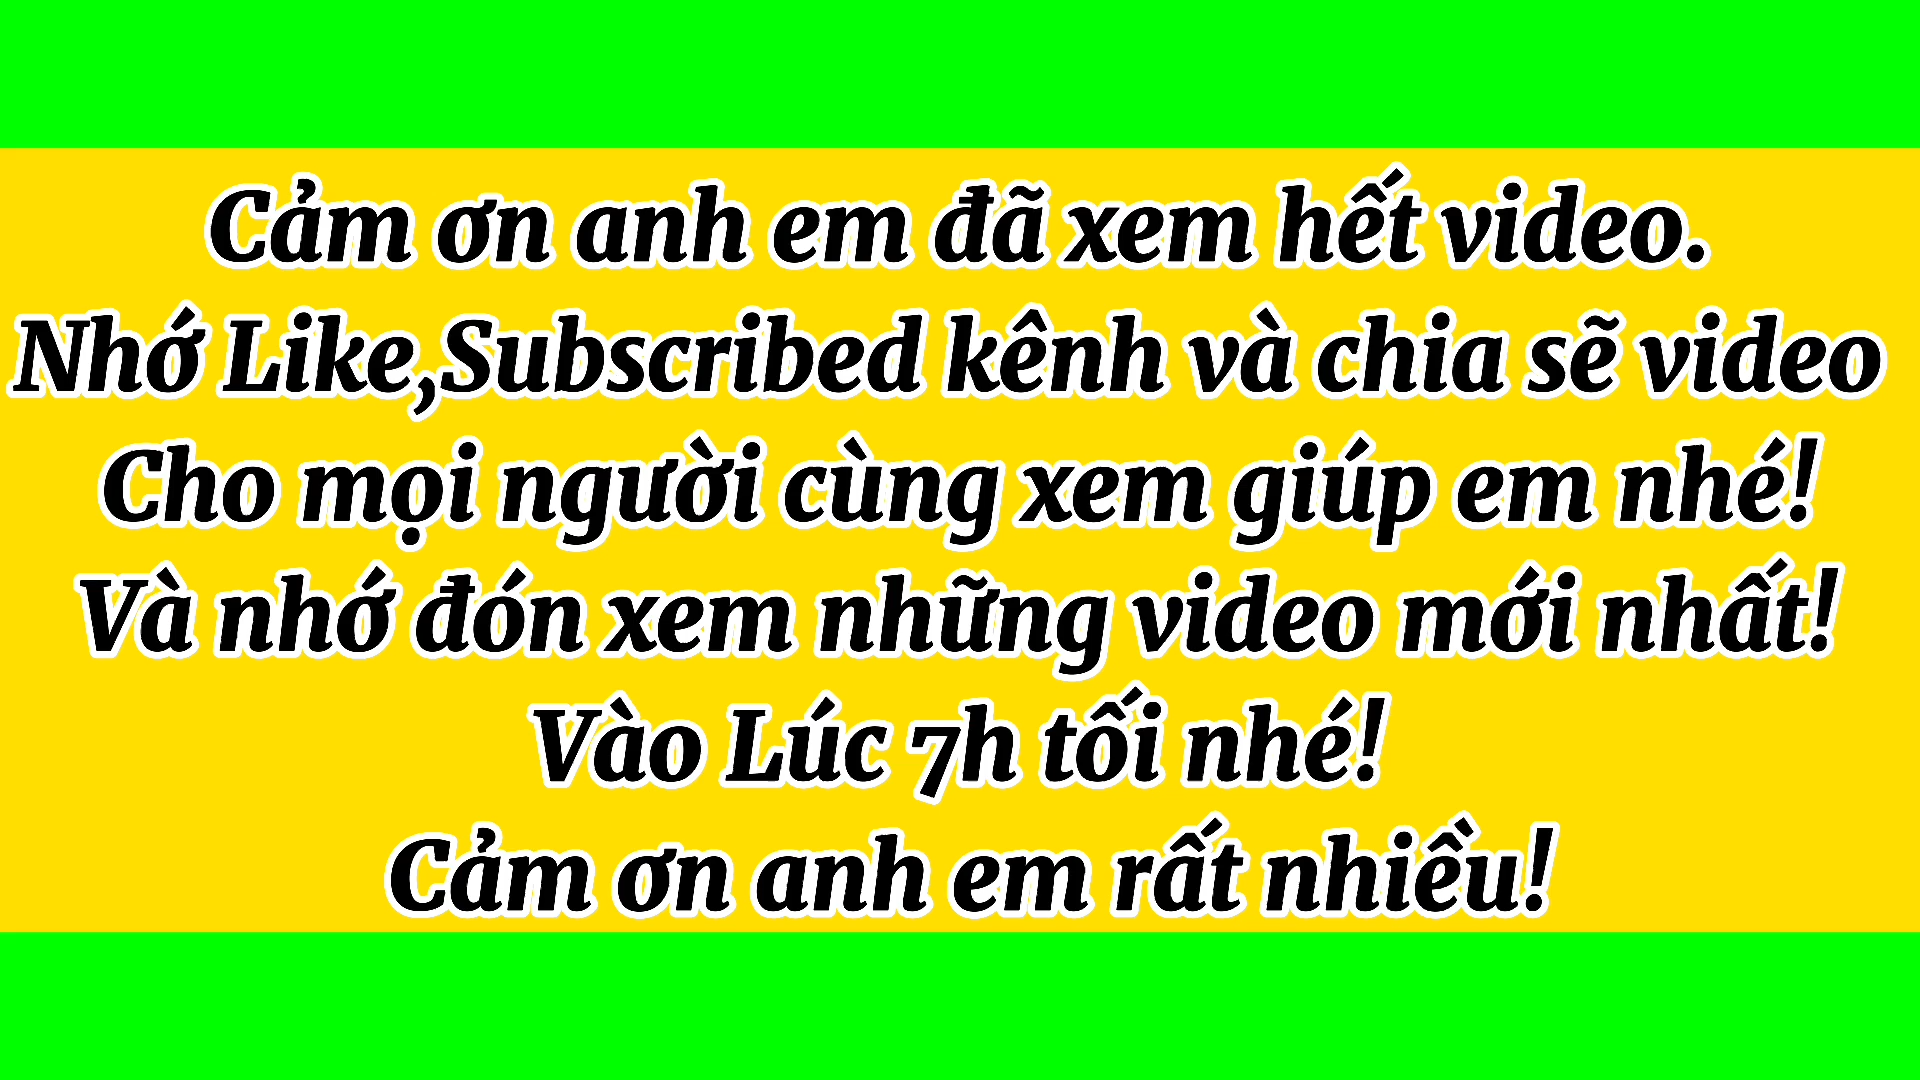 Cảm ơn anh em đã xem hết video.
Nhớ Like,Subscribed kênh và chia sẽ video
Cho mọi người cùng xem giúp em nhé!
Và nhớ đón xem những video mới nhất!
Vào Lúc 7h tối nhé!
Cảm ơn anh em rất nhiều!